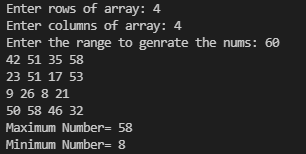 Enter rows of array: 4
Enter columns of array: 4
Enter the range to genrate the nums: 60
42 51 35 58
23 51 17 53
9 26 8 21
50 58 46 32
Maximum Number= 58
Minimum Number= 8